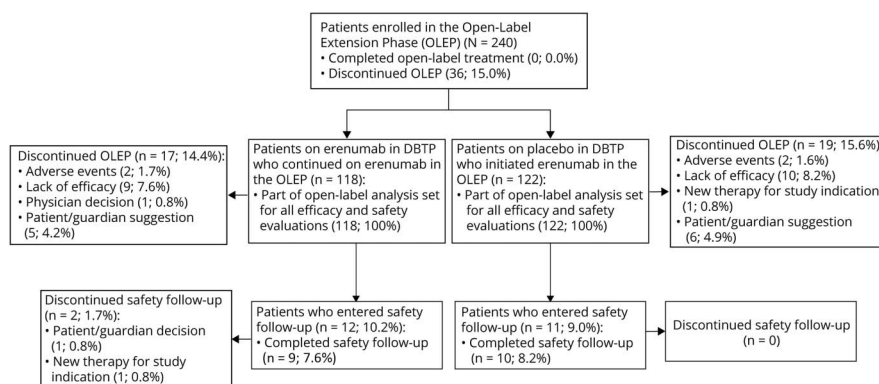 Patients enrolled in the Open-Label
Extension Phase (OLEP) (N = 240)
• Completed open-label treatment (0; 0.0%)
• Discontinued OLEP (36; 15.0%)
Discontinued OLEP (n = 17; 14.4%):
• Adverse events (2; 1.7%)
• Lack of efficacy (9; 7.6%)
• Physician decision (1; 0.8%)
• Patient/guardian suggestion
(5; 4.2%)
Patients on erenumab in DBTP
who continued on erenumab in
the OLEP (n = 118):
• Part of open-label analysis set
for all efficacy and safety
evaluations (118; 100%)
Patients on placebo in DBTP
who initiated erenumab in the
OLEP (n = 122):
• Part of open-label analysis set
for all efficacy and safety
evaluations (122; 100%)
Discontinued OLEP (n = 19; 15.6%):
• Adverse events (2; 1.6%)
• Lack of efficacy (10; 8.2%)
• New therapy for study indication
(1; 0.8%)
• Patient/guardian suggestion
(6; 4.9%)
Discontinued safety follow-up
(n = 2; 1.7%):
• Patient/guardian decision
(1; 0.8%)
• New therapy for study
indication (1; 0.8%)
Patients who entered safety
follow-up (n = 12; 10.2%):
• Completed safety follow-up
(n = 9; 7.6%)
Patients who entered safety
follow-up (n = 11; 9.0%):
• Completed safety follow-up
(n = 10; 8.2%)
Discontinued safety follow-up
(n = 0)